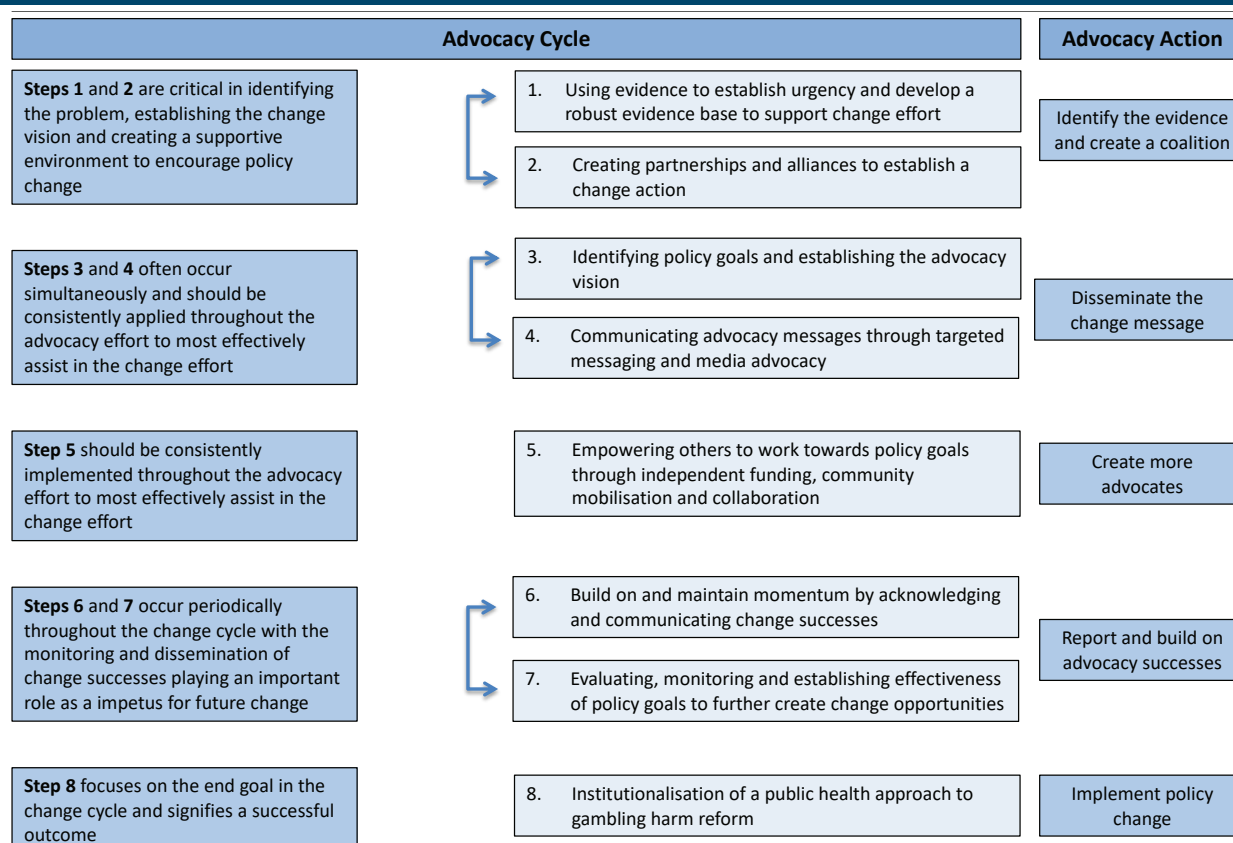 Advocacy Cycle
Advocacy Action
Steps 1 and 2 are critical in identifying
the problem, establishing the change
vision and creating a supportive
environment to encourage policy
change
1. Using evidence to establish urgency and develop a
robust evidence base to support change effort
2. Creating partnerships and alliances to establish a
change action
Identify the evidence
and create a coalition
Steps 3 and 4 often occur
simultaneously and should be
consistently applied throughout the
advocacy effort to most effectively
assist in the change effort
3. Identifying policy goals and establishing the advocacy
vision
4. Communicating advocacy messages through targeted
messaging and media advocacy
Disseminate the
change message
Step 5 should be consistently
implemented throughout the advocacy
effort to most effectively assist in the
change effort
5. Empowering others to work towards policy goals
through independent funding, community
mobilisation and collaboration
Create more
advocates
Steps 6 and 7 occur periodically
throughout the change cycle with the
monitoring and dissemination of
change successes playing an important
role as a impetus for future change
6. Build on and maintain momentum by acknowledging
and communicating change successes
7. Evaluating, monitoring and establishing effectiveness
of policy goals to further create change opportunities
Report and build on
advocacy successes
Step 8 focuses on the end goal in the
change cycle and signifies a successful
outcome
8. Institutionalisation of a public health approach to
gambling harm reform
Implement policy
change